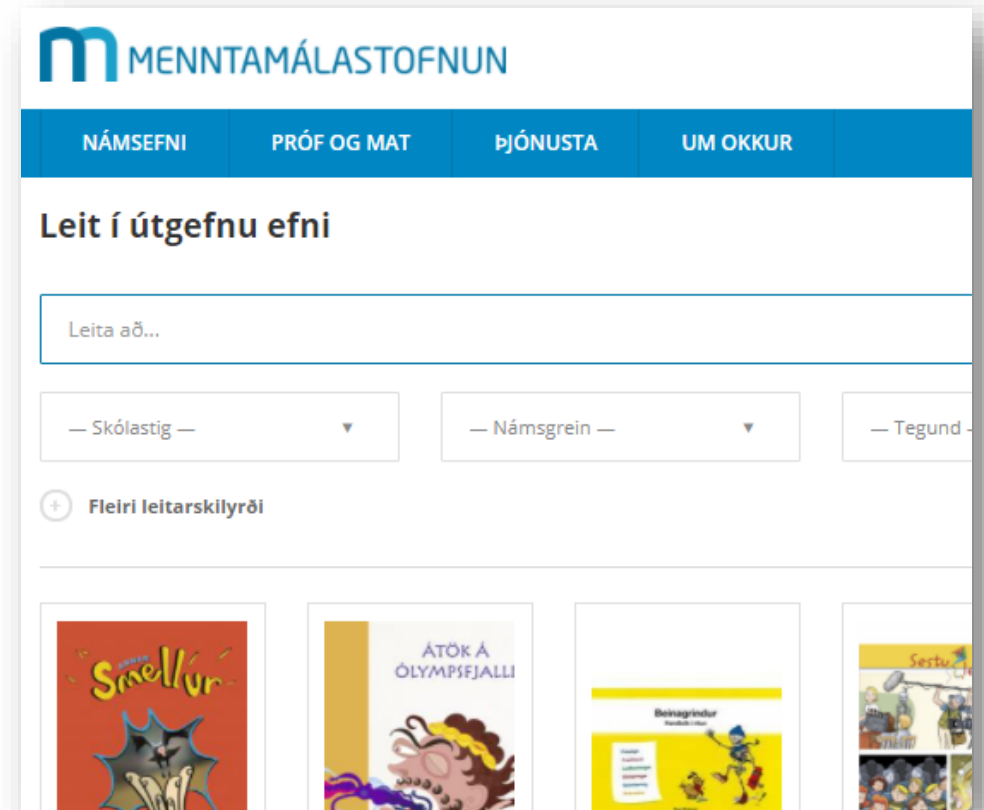 MENNTAMÁLASTOFNUN
NÁMSEFNI PRÓF OG MAT ÞJÓNUSTA UM OKKUR
Leit í útgefnu efni
Leita að...
— Skólastig — ▼ — Námsgrein — ▼ — Tegund —
+ Fleiri leitarskilyrði
Smellur
ÁTÖK Á
ÓLYMPSFJALLI
Beinagrindur
Sestu